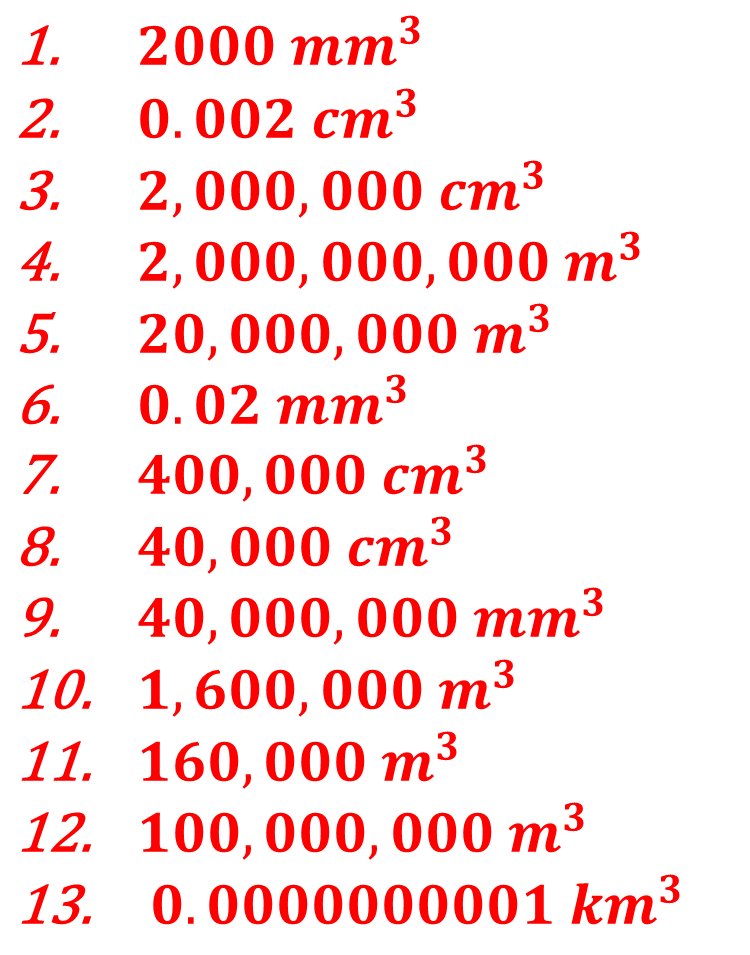 1. 2000 mm³
2. 0.002 cm³
3. 2,000,000 cm³
4. 2,000,000,000 m³
5. 20,000,000 m³
6. 0.02 mm³
7. 400,000 cm³
8. 40,000 cm³
9. 40,000,000 mm³
10. 1,600,000 m³
11. 160,000 m³
12. 100,000,000 m³
13. 0.0000000001 km³